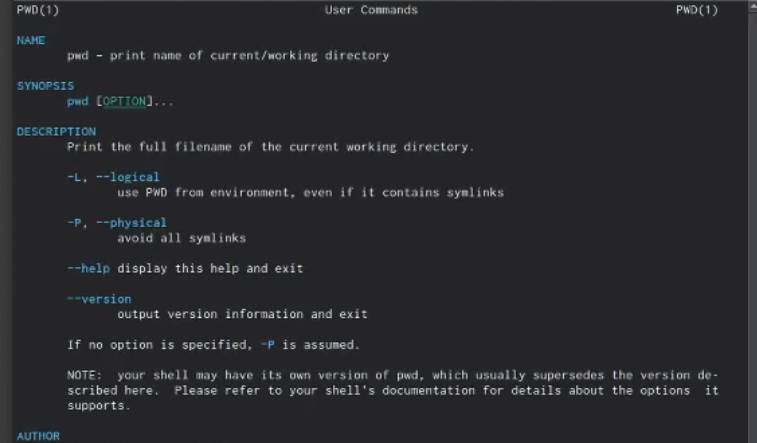 PWD(1) User Commands PWD(1)
NAME
pwd - print name of current/working directory
SYNOPSIS
pwd [OPTION]...
DESCRIPTION
Print the full filename of the current working directory.
-L, --logical
use PWD from environment, even if it contains symlinks
-P, --physical
avoid all symlinks
--help display this help and exit
--version
output version information and exit
If no option is specified, -P is assumed.
NOTE: your shell may have its own version of pwd, which usually supersedes the version de-
scribed here. Please refer to your shell's documentation for details about the options it
supports.
AUTHOR